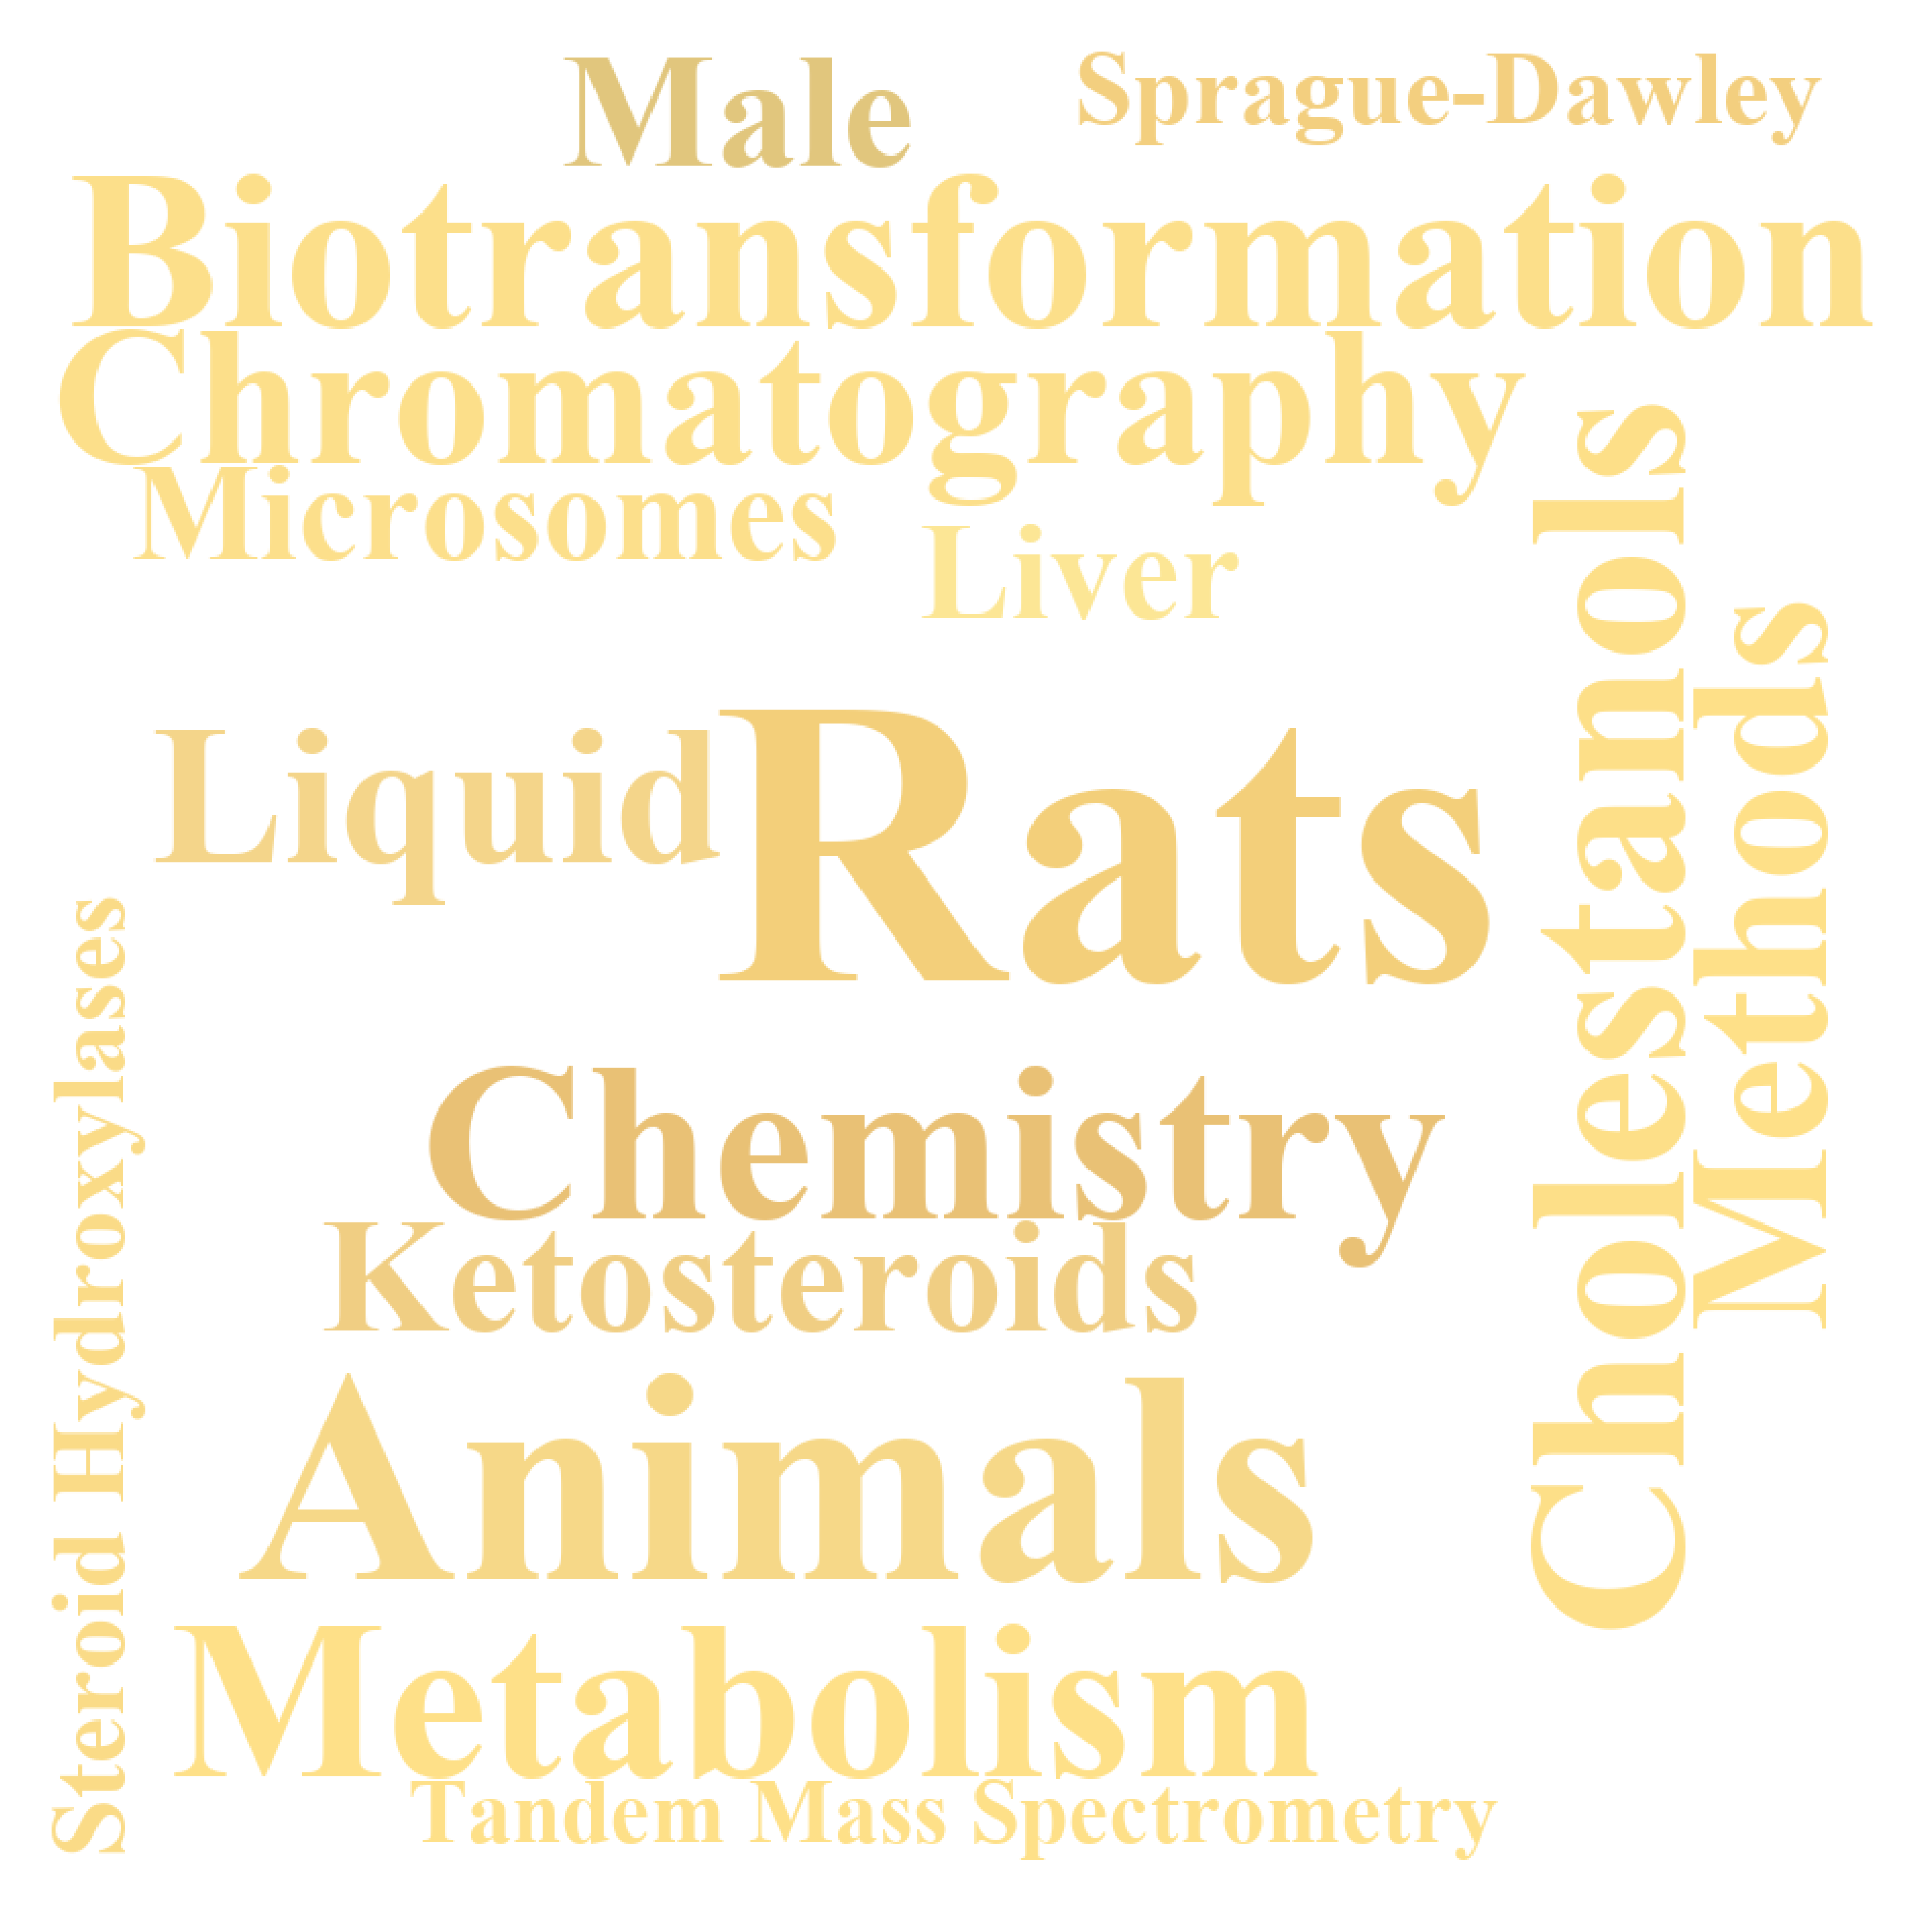 Male
Sprague-Dawley
Biotransformation
Chromatography
Microsomes
Liver
Liquid
Rats
Cholestanols
Methods
Chemistry
Ketosteroids
Animals
Metabolism
Steroid Hydroxylases
Tandem Mass Spectrometry